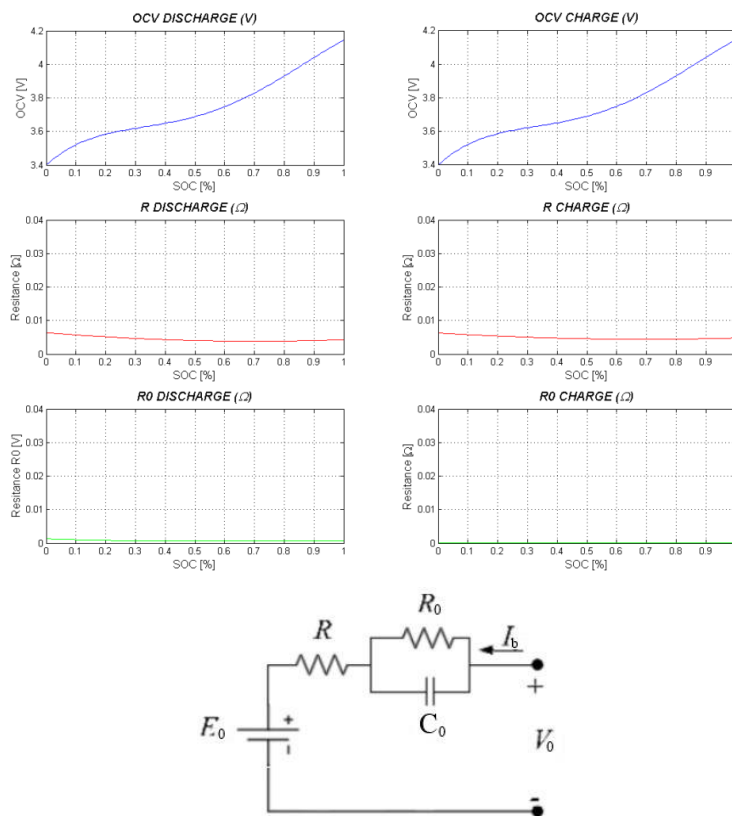 OCV DISCHARGE (V)
OCV [V]
4.2
4
3.8
3.6
3.4
0 0.1 0.2 0.3 0.4 0.5 0.6 0.7 0.8 0.9 1
SOC [%]
OCV CHARGE (V)
OCV [V]
4.2
4
3.8
3.6
3.4
0 0.1 0.2 0.3 0.4 0.5 0.6 0.7 0.8 0.9
SOC [%]
R DISCHARGE (Ω)
Resitance [Ω]
0.04
0.03
0.02
0.01
0
0 0.1 0.2 0.3 0.4 0.5 0.6 0.7 0.8 0.9 1
SOC [%]
R CHARGE (Ω)
Resitance [Ω]
0.04
0.03
0.02
0.01
0
0 0.1 0.2 0.3 0.4 0.5 0.6 0.7 0.8 0.9
SOC [%]
R0 DISCHARGE (Ω)
Resitance R0 [V]
0.04
0.03
0.02
0.01
0
0 0.1 0.2 0.3 0.4 0.5 0.6 0.7 0.8 0.9 1
SOC [%]
R0 CHARGE (Ω)
Resitance [Ω]
0.04
0.03
0.02
0.01
0
0 0.1 0.2 0.3 0.4 0.5 0.6 0.7 0.8 0.9
SOC [%]
R
R₀
I_b
+
C₀
E₀
+
V₀
-